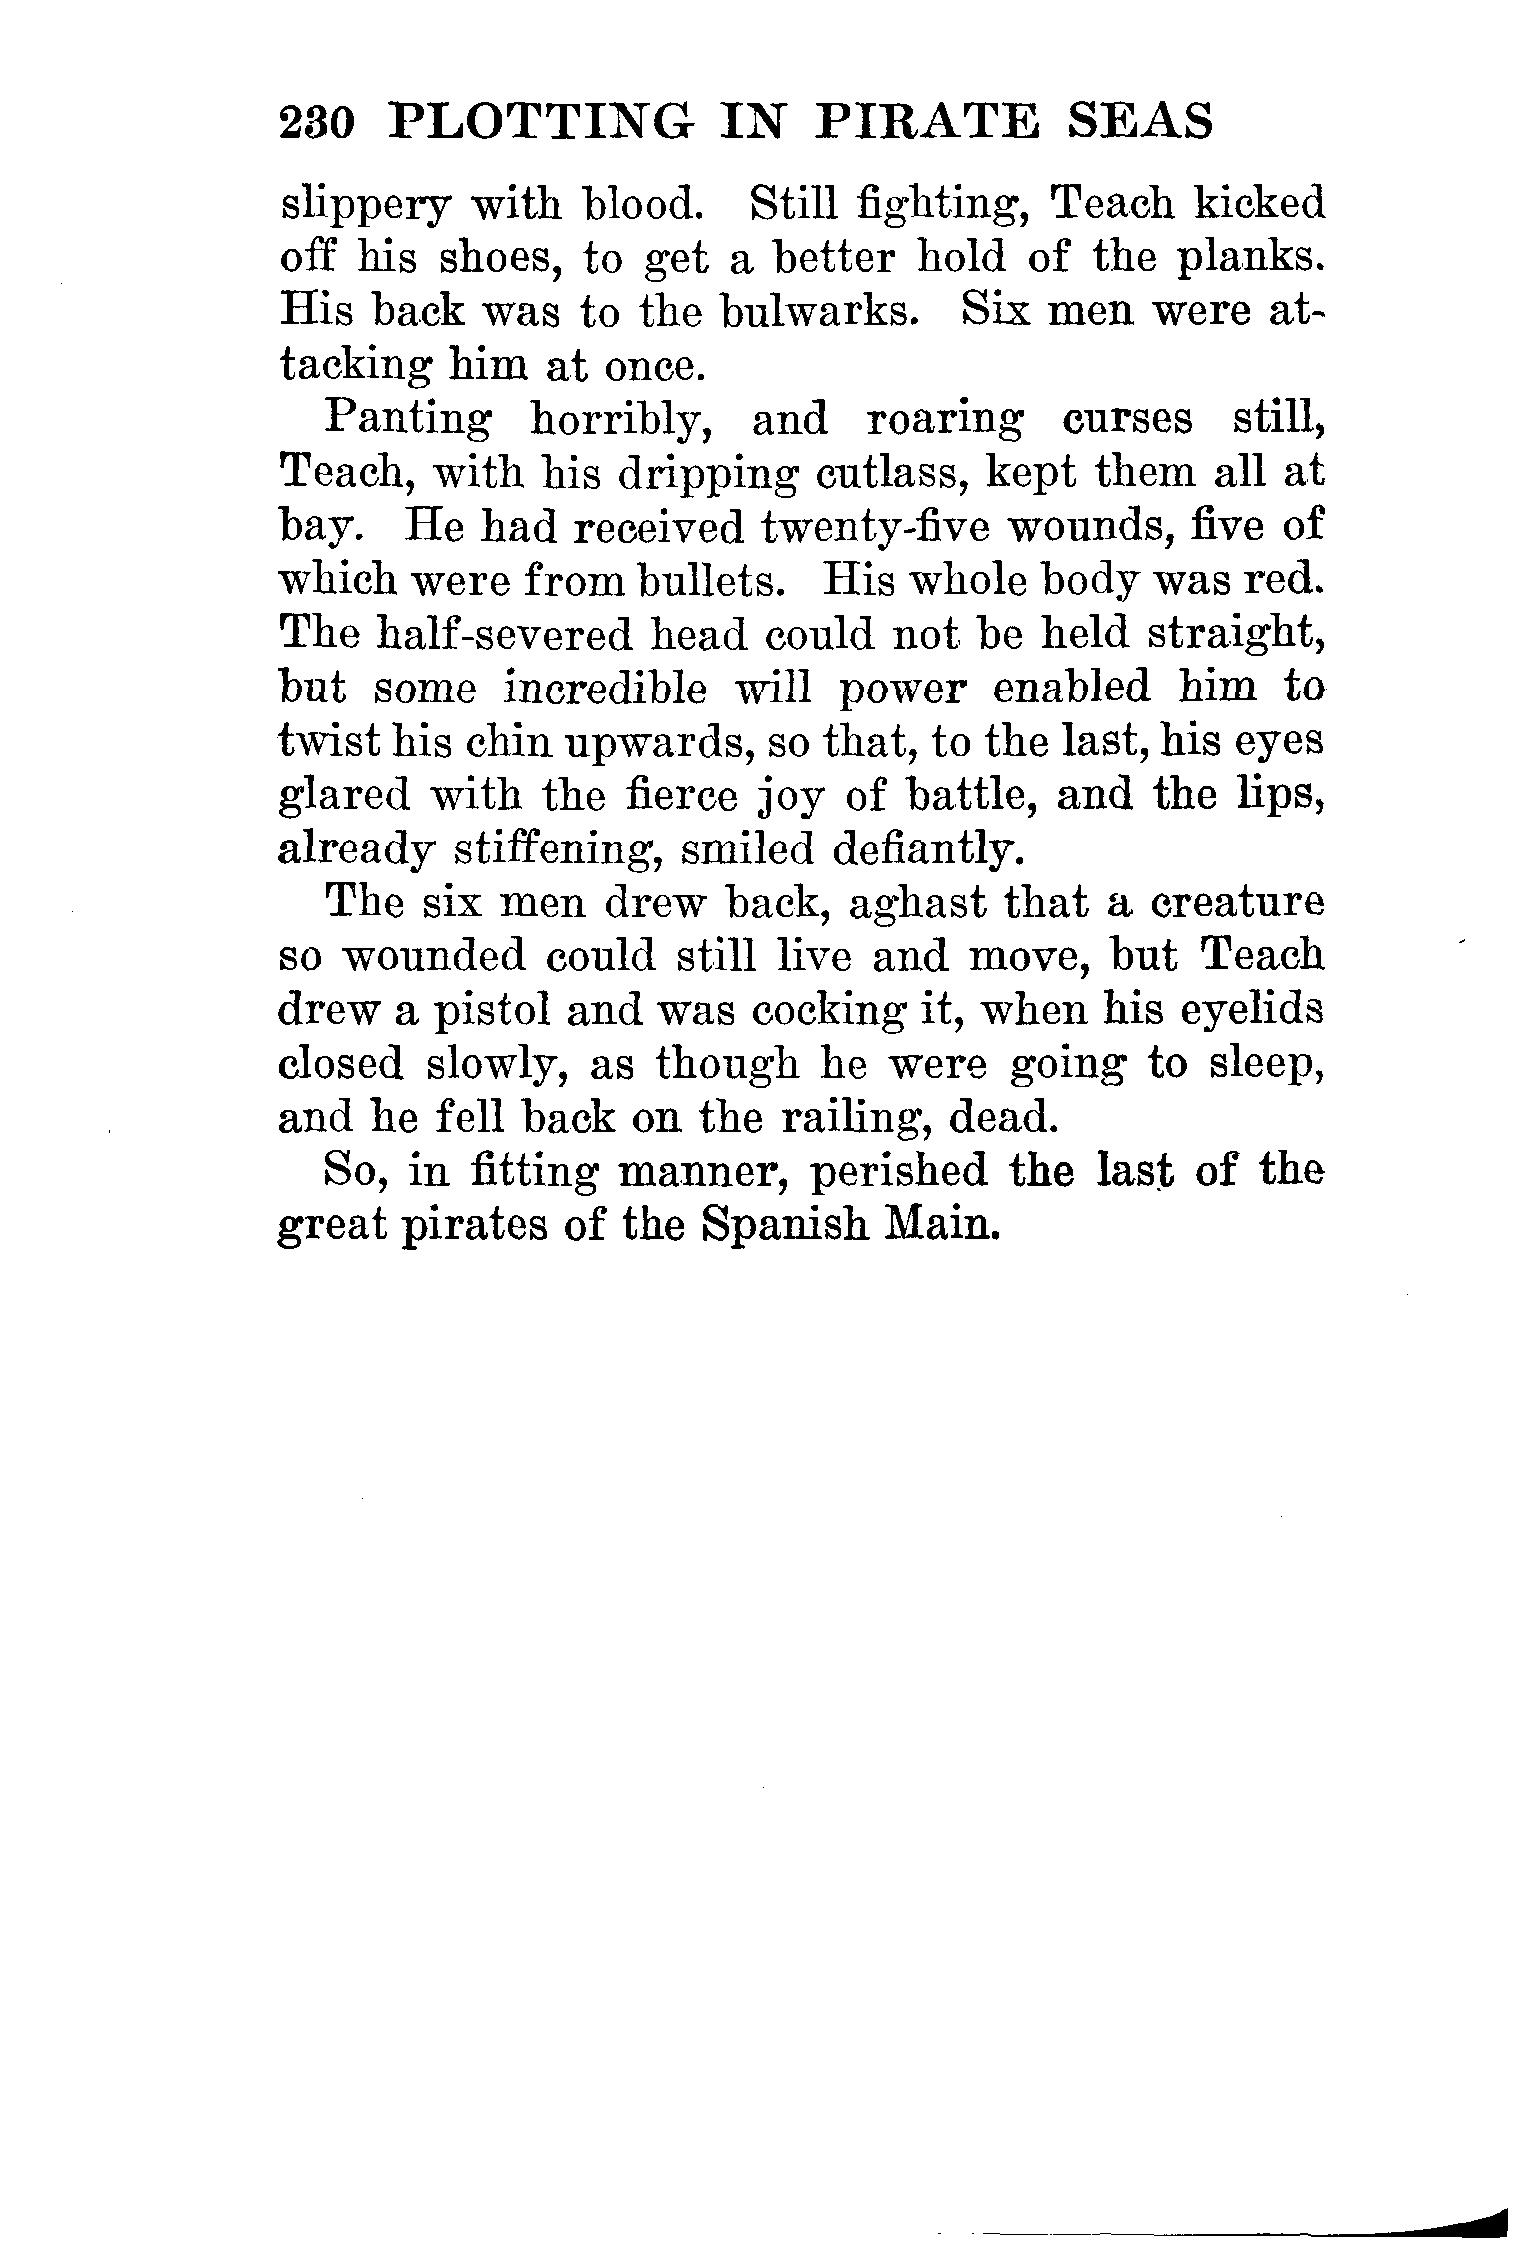 230 PLOTTING IN PIRATE SEAS
slippery with blood. Still fighting, Teach kicked
off his shoes, to get a better hold of the planks.
His back was to the bulwarks. Six men were at-
tacking him at once.
Panting horribly, and roaring curses still,
Teach, with his dripping cutlass, kept them all at
bay. He had received twenty-five wounds, five of
which were from bullets. His whole body was red.
The half-severed head could not be held straight,
but some incredible will power enabled him to
twist his chin upwards, so that, to the last, his eyes
glared with the fierce joy of battle, and the lips,
already stiffening, smiled defiantly.
The six men drew back, aghast that a creature
so wounded could still live and move, but Teach
drew a pistol and was cocking it, when his eyelids
closed slowly, as though he were going to sleep,
and he fell back on the railing, dead.
So, in fitting manner, perished the last of the
great pirates of the Spanish Main.